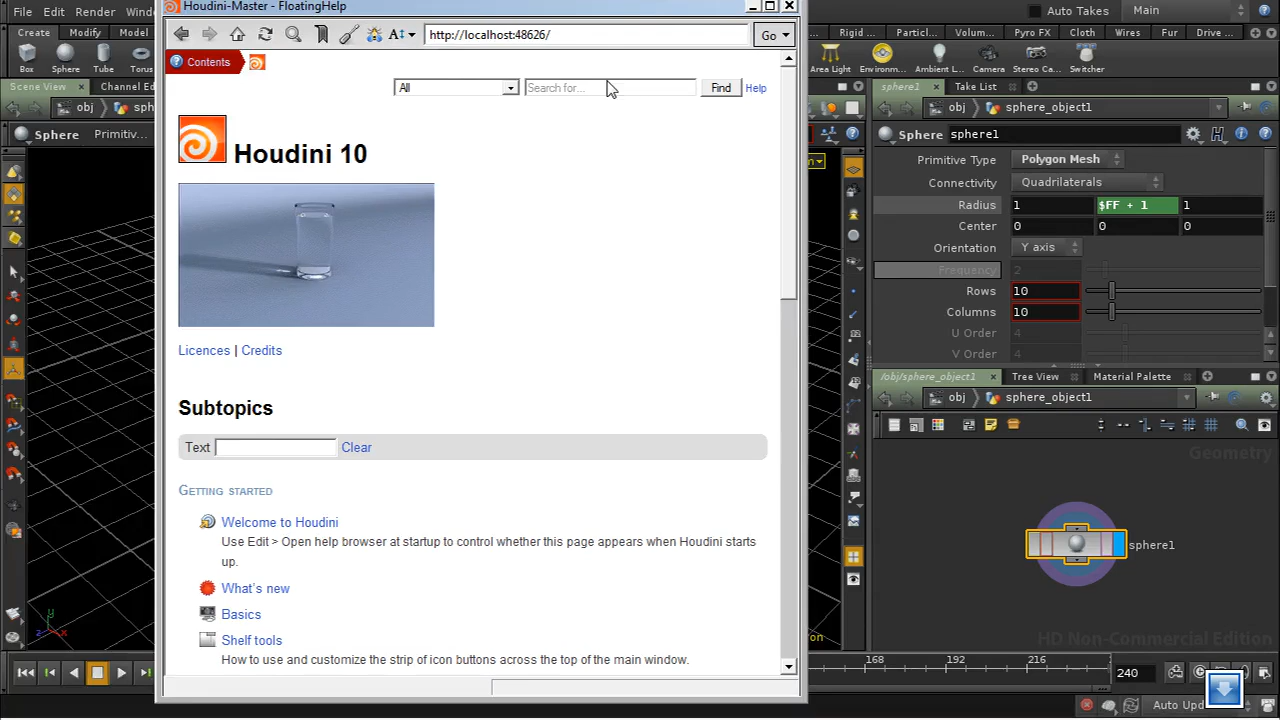 File Edit Render
Houdini-Master - FloatingHelp
Auto Takes Main
Create Modify Model
http://localhost:48626/ Go
Rigid ... Particl... Volum... Pyro FX Cloth Wires Fur Drive ...
Box Sphere Tube Torus
Contents
Area Light Environm... Ambient L... Camera Stereo Ca... Switcher
Scene View Channel Ed
All Search for... Find Help
sphere1 Take List
obj
obj sphere_object1
Sphere Primitiv...
Sphere sphere1
Houdini 10
Primitive Type Polygon Mesh
Connectivity Quadrilaterals
Radius 1 $FF + 1 1
Center 0 0 0
Orientation Y axis
Frequency 2
Rows 10
Columns 10
U Order 4
V Order 4
Licences | Credits
/obj/sphere_object1 Tree View Material Palette
obj sphere_object1
Subtopics
Text Clear
Geometry
GETTING STARTED
Welcome to Houdini
Use Edit > Open help browser at startup to control whether this page appears when Houdini starts
up.
sphere1
What's new
Basics
Shelf tools
How to use and customize the strip of icon buttons across the top of the main window.
y
z x
HD Non-Commercial Edition
168 192 216 240
Auto Up